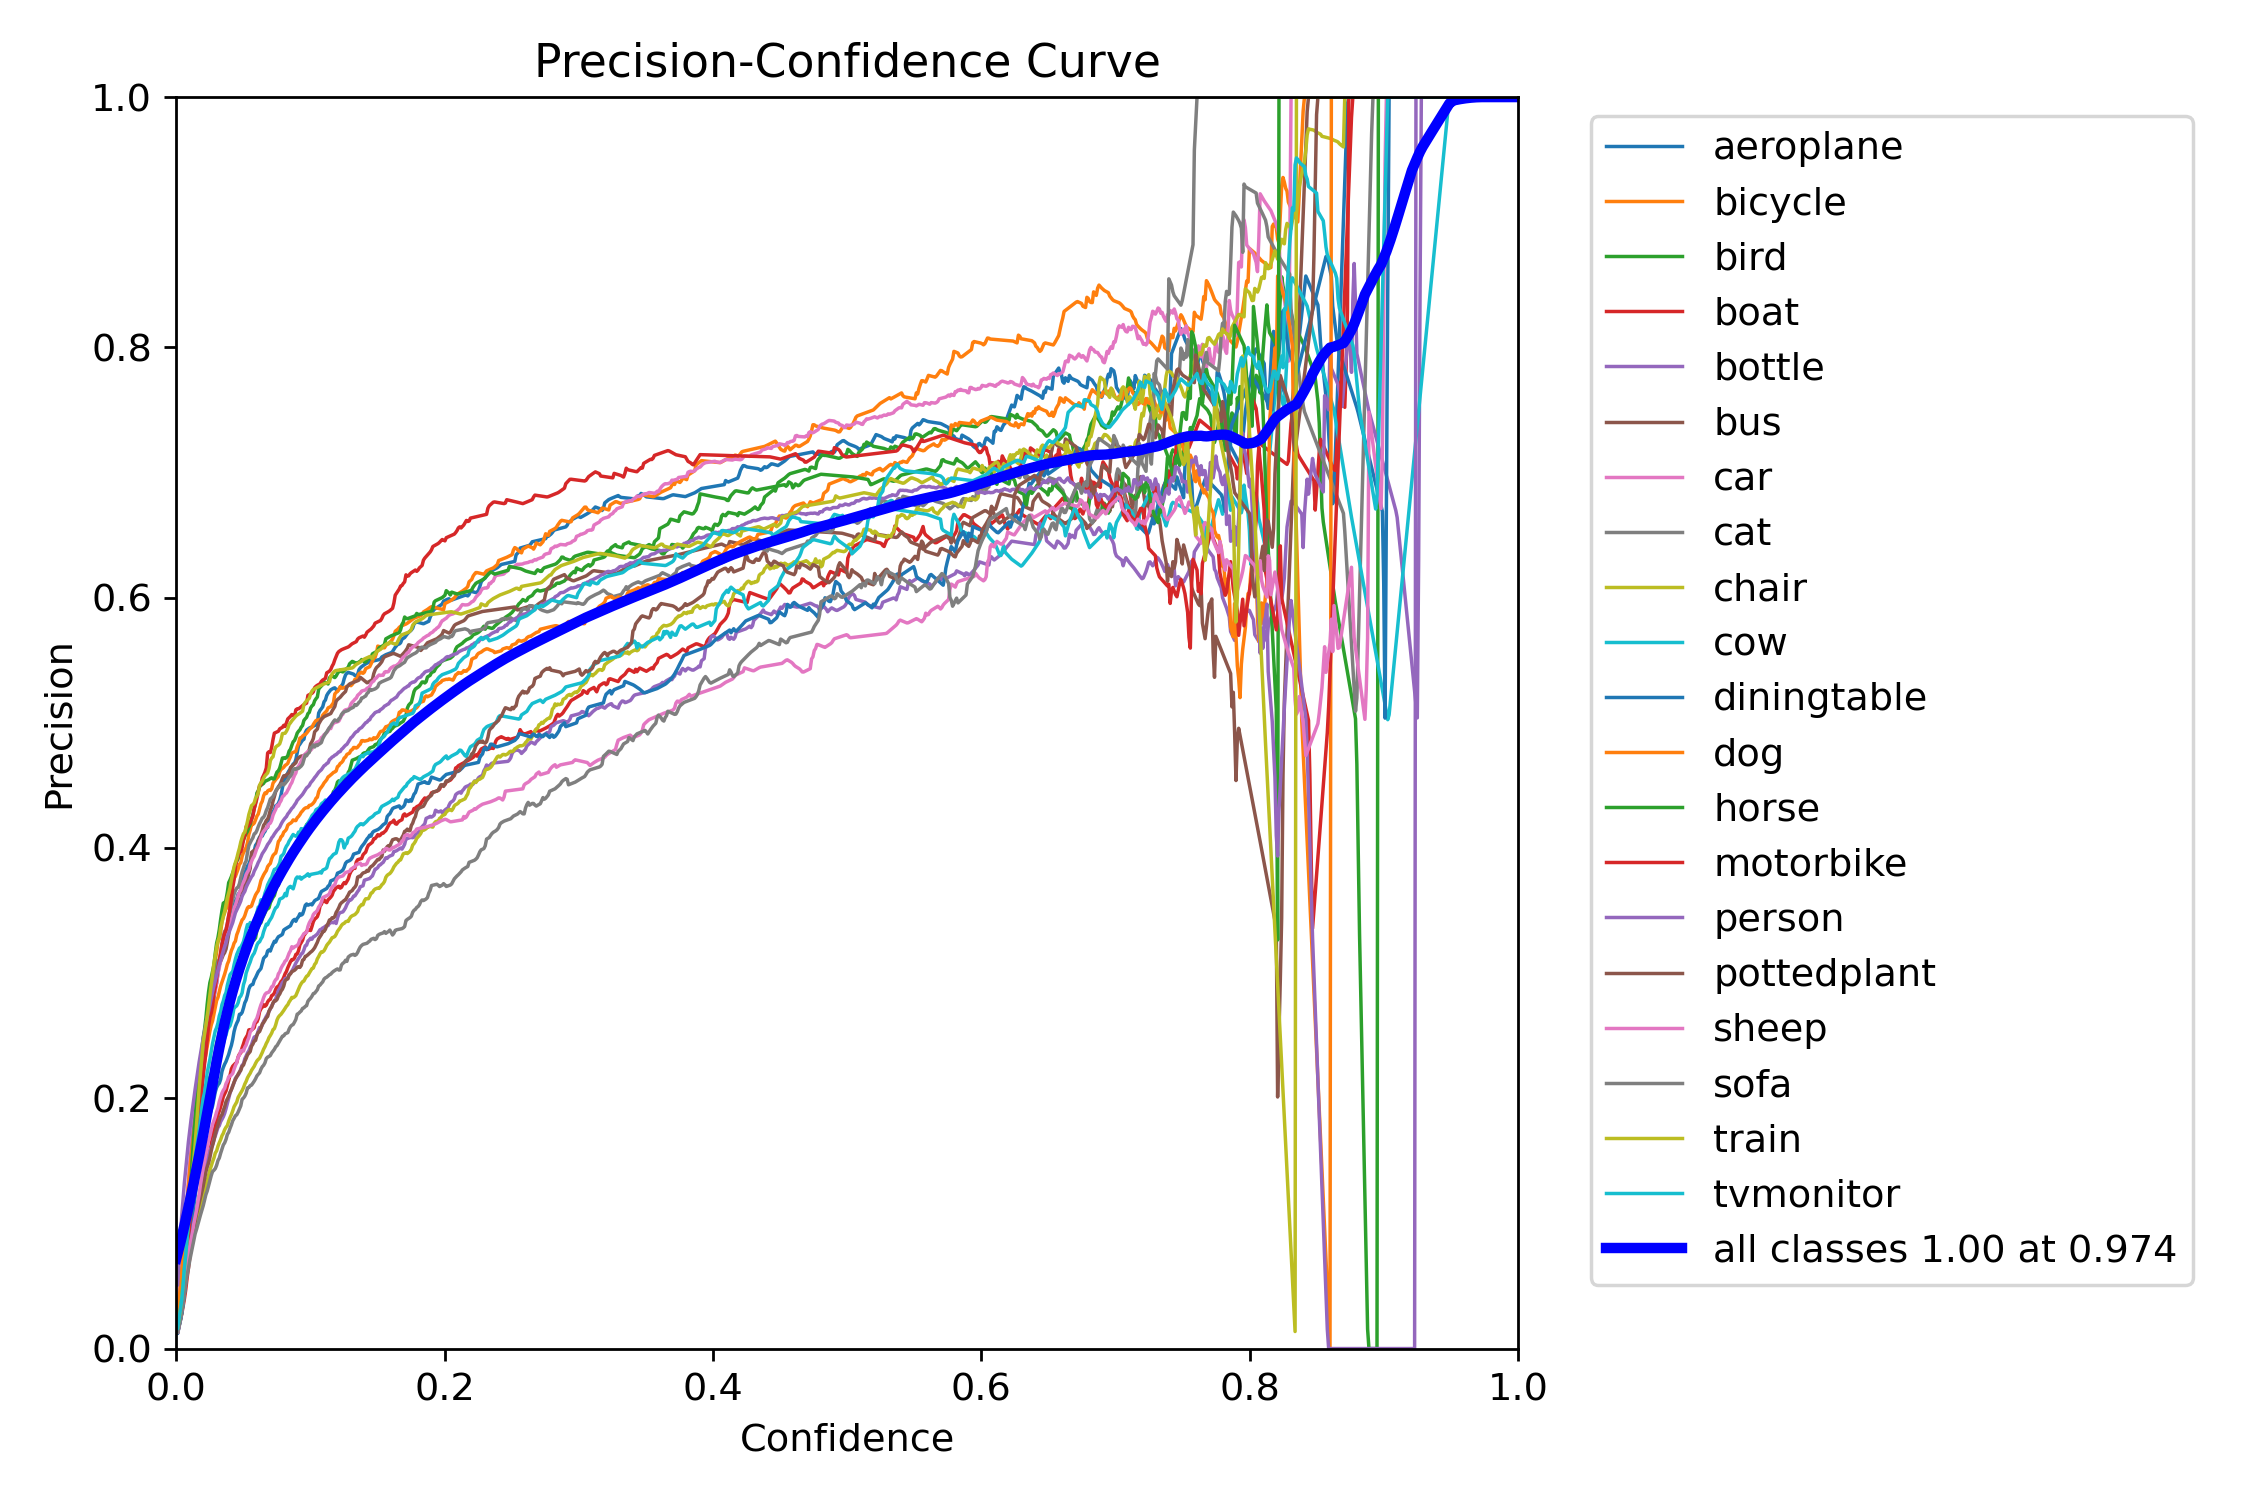 Precision-Confidence Curve
1.0
0.8
0.6
0.4
0.2
0.0
Precision
0.0 0.2 0.4 0.6 0.8 1.0
Confidence
aeroplane
bicycle
bird
boat
bottle
bus
car
cat
chair
cow
diningtable
dog
horse
motorbike
person
pottedplant
sheep
sofa
train
tvmonitor
all classes 1.00 at 0.974